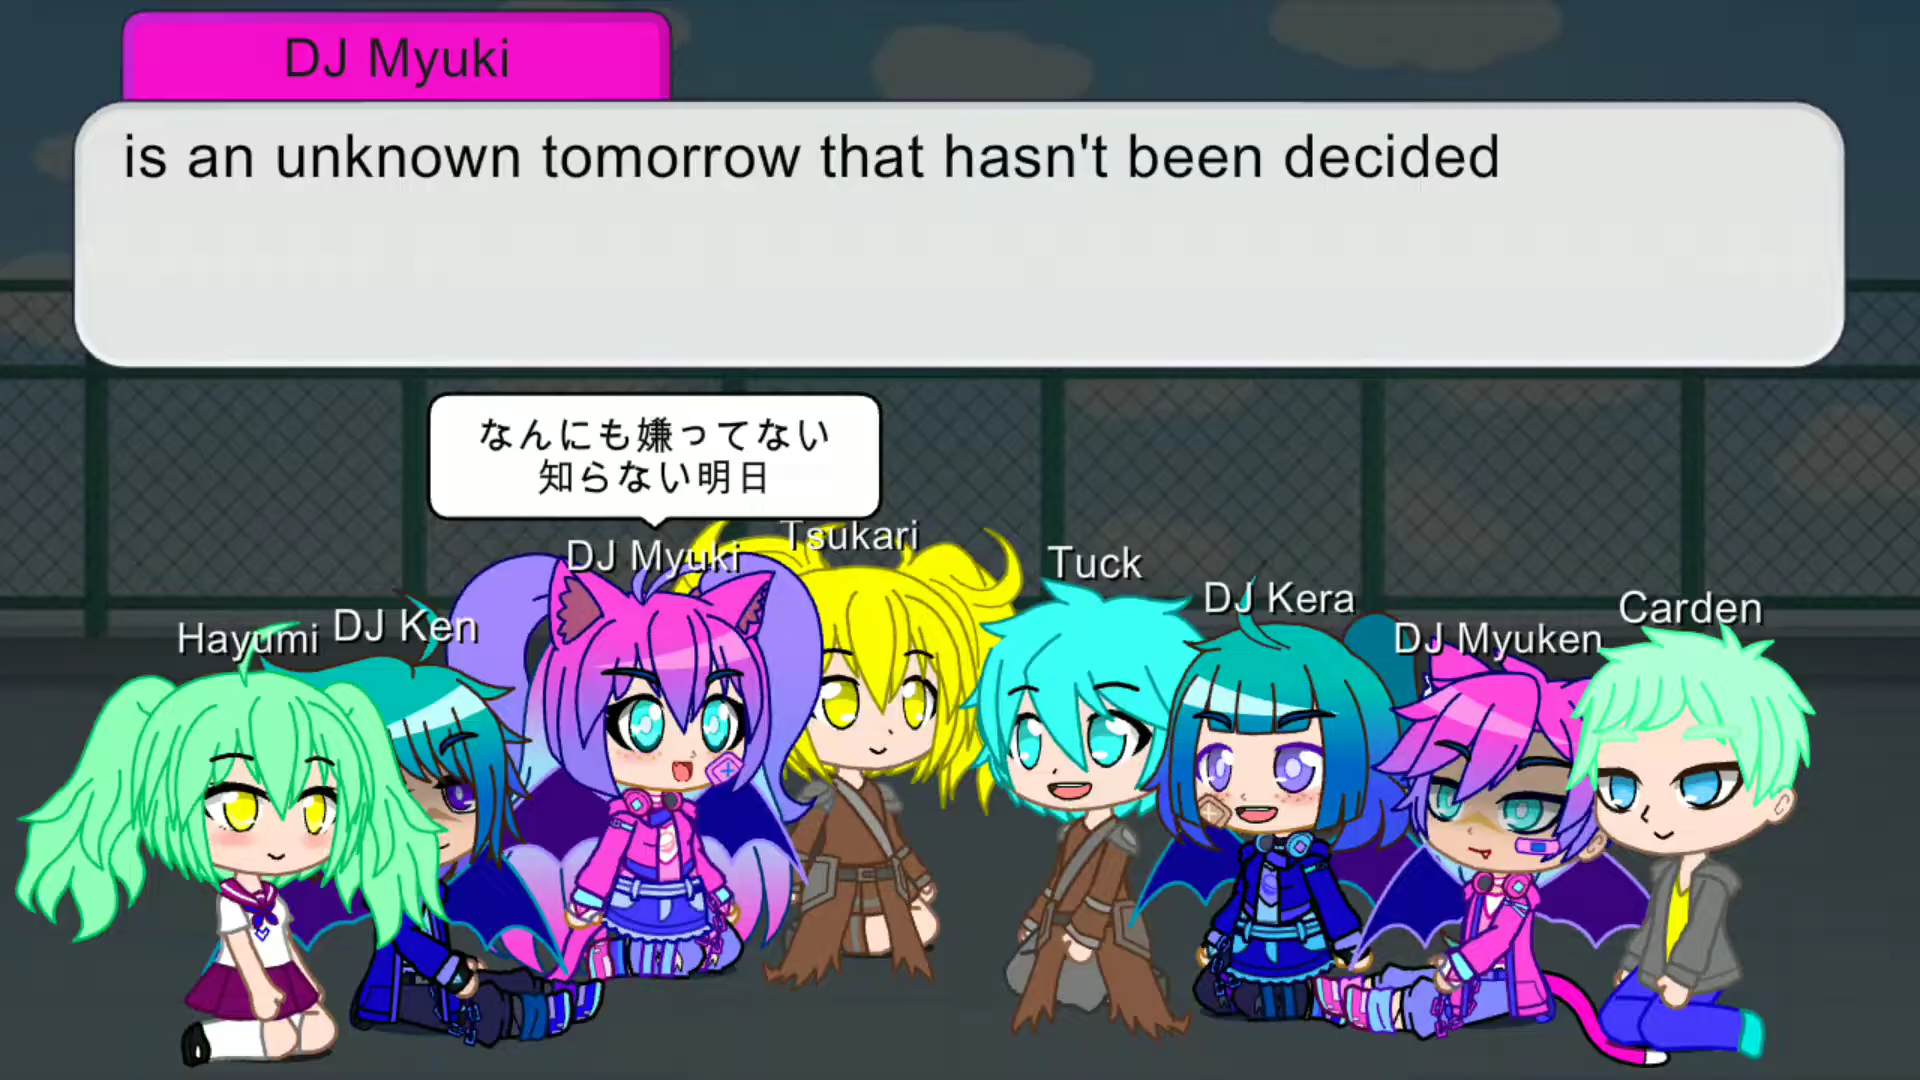 DJ Myuki
is an unknown tomorrow that hasn't been decided
なんにも嫌ってない
知らない明日
Tsukari
DJ Myuki
Tuck
DJ Kera
Carden
Hayumi
DJ Ken
DJ Myuken